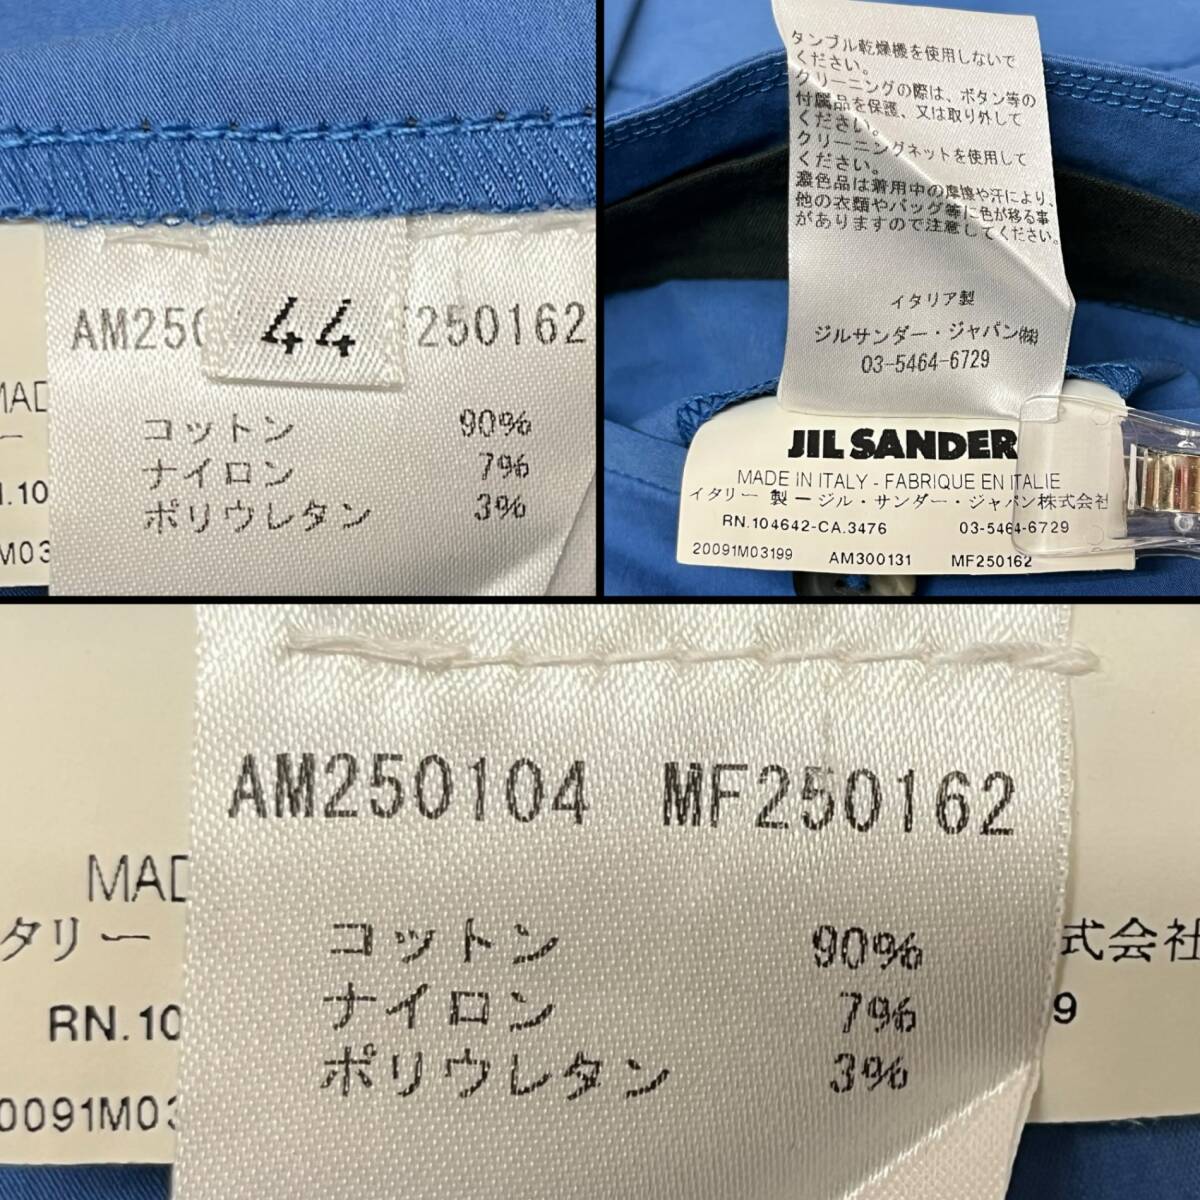 44
AM250
250162
コットン 90%
ナイロン 7%
ポリウレタン 3%
タンブル乾燥機を使用しないで
ください。
クリーニングの際は、ボタン等の
付属品を保護、又は取り外して
ください。
クリーニングネットを使用して
ください。
濃色品は着用中の摩擦や汗により、
他の衣類やバッグ等に色が移る事
がありますので注意してください。
イタリア製
ジルサンダー・ジャパン㈱
03-5464-6729
JIL SANDER
MADE IN ITALY - FABRIQUE EN ITALIE
イタリー 製 ー ジル・サンダー・ジャパン株式会社
RN.104642-CA.3476 03-5464-6729
20091M03199 AM300131 MF250162
AM250104 MF250162
コットン 90%
ナイロン 7%
ポリウレタン 3%
MAD
タリー
式会社
RN.10
9
0091M03